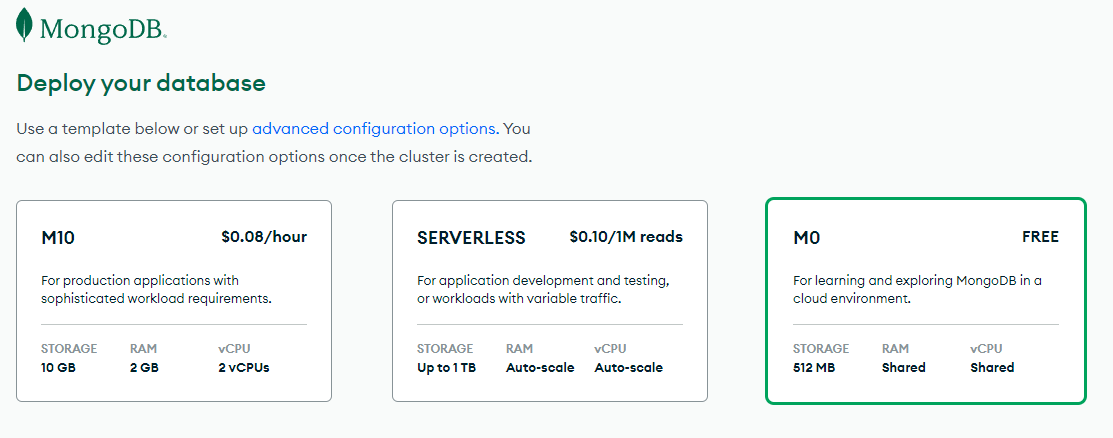 MongoDB.
Deploy your database
Use a template below or set up advanced configuration options. You
can also edit these configuration options once the cluster is created.
M10 $0.08/hour
For production applications with
sophisticated workload requirements.
STORAGE RAM vCPU
10 GB 2 GB 2 vCPUs
SERVERLESS $0.10/1M reads
For application development and testing,
or workloads with variable traffic.
STORAGE RAM vCPU
Up to 1 TB Auto-scale Auto-scale
M0 FREE
For learning and exploring MongoDB in a
cloud environment.
STORAGE RAM vCPU
512 MB Shared Shared